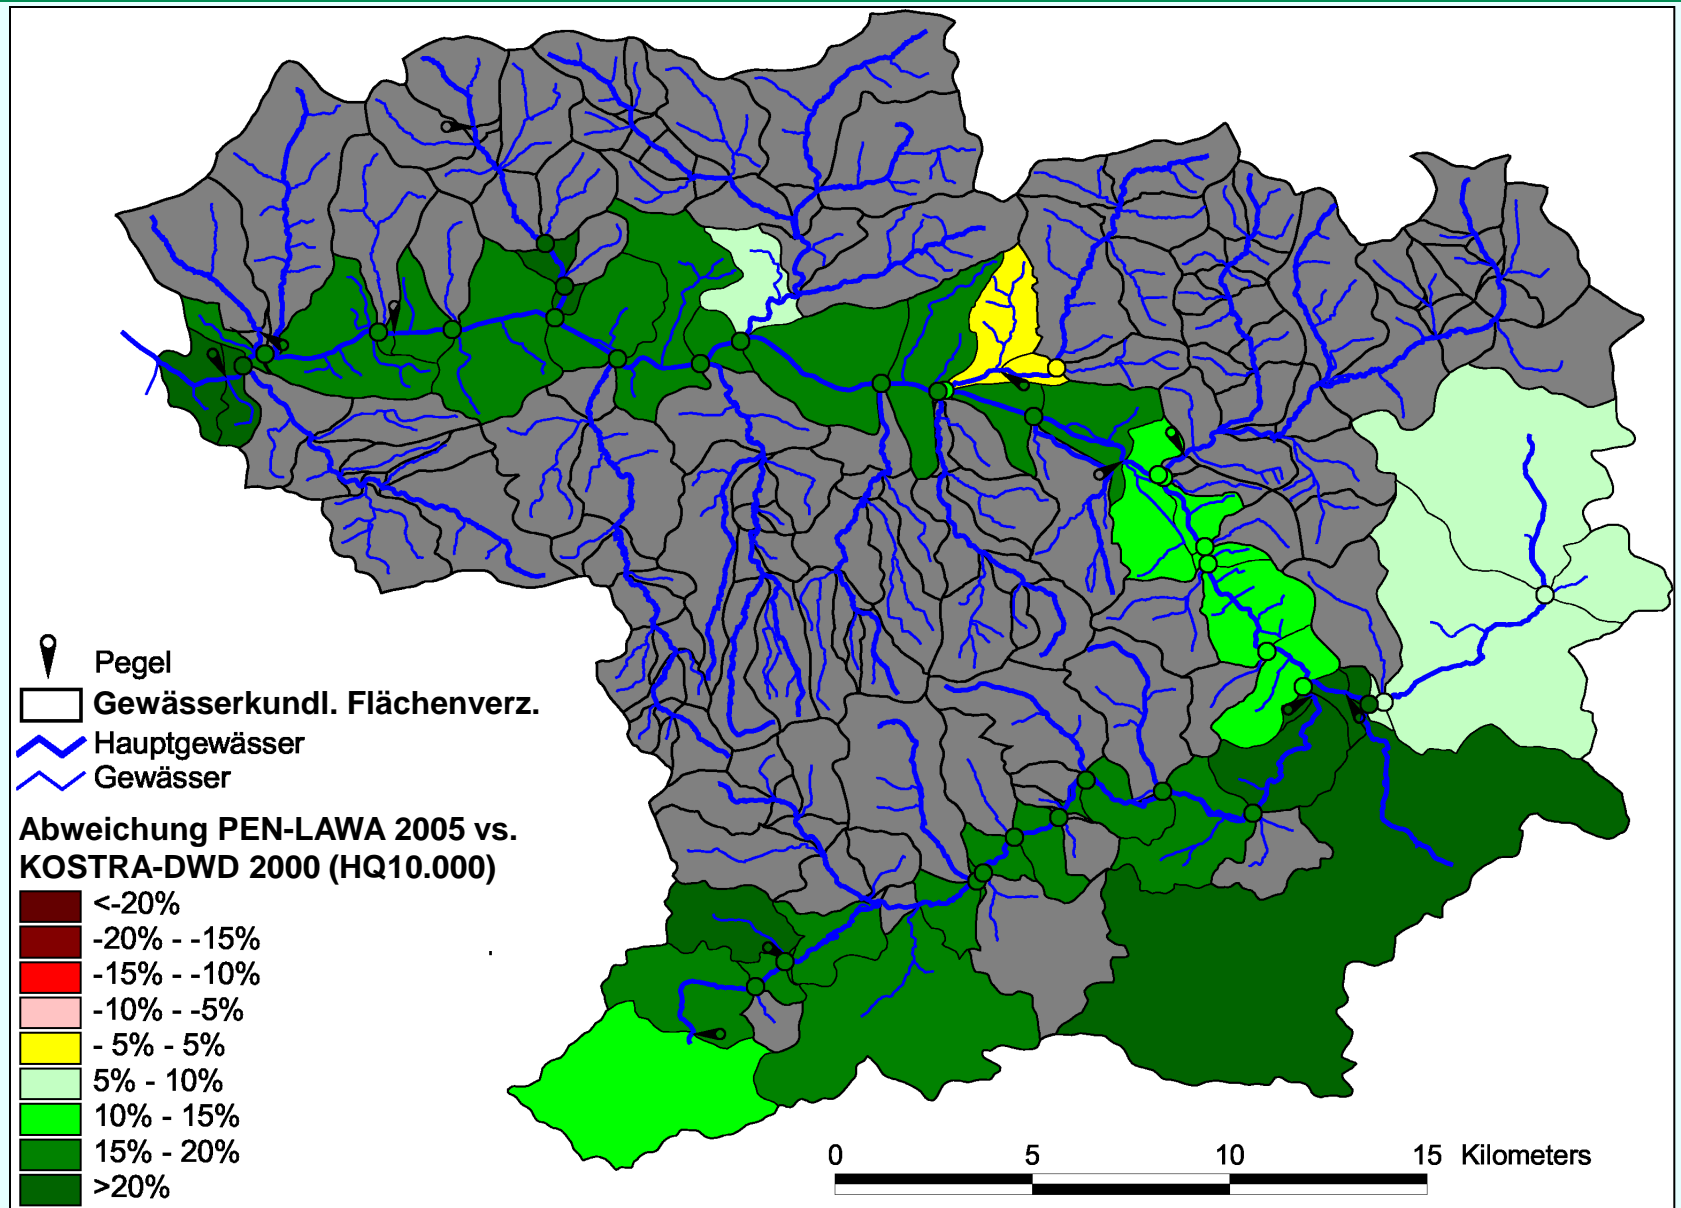 Pegel
Gewässerkundl. Flächenverz.
Hauptgewässer
Gewässer
Abweichung PEN-LAWA 2005 vs.
KOSTRA-DWD 2000 (HQ10.000)
<-20%
-20% - -15%
-15% - -10%
-10% - -5%
- 5% - 5%
5% - 10%
10% - 15%
15% - 20%
>20%
0 5 10 15 Kilometers